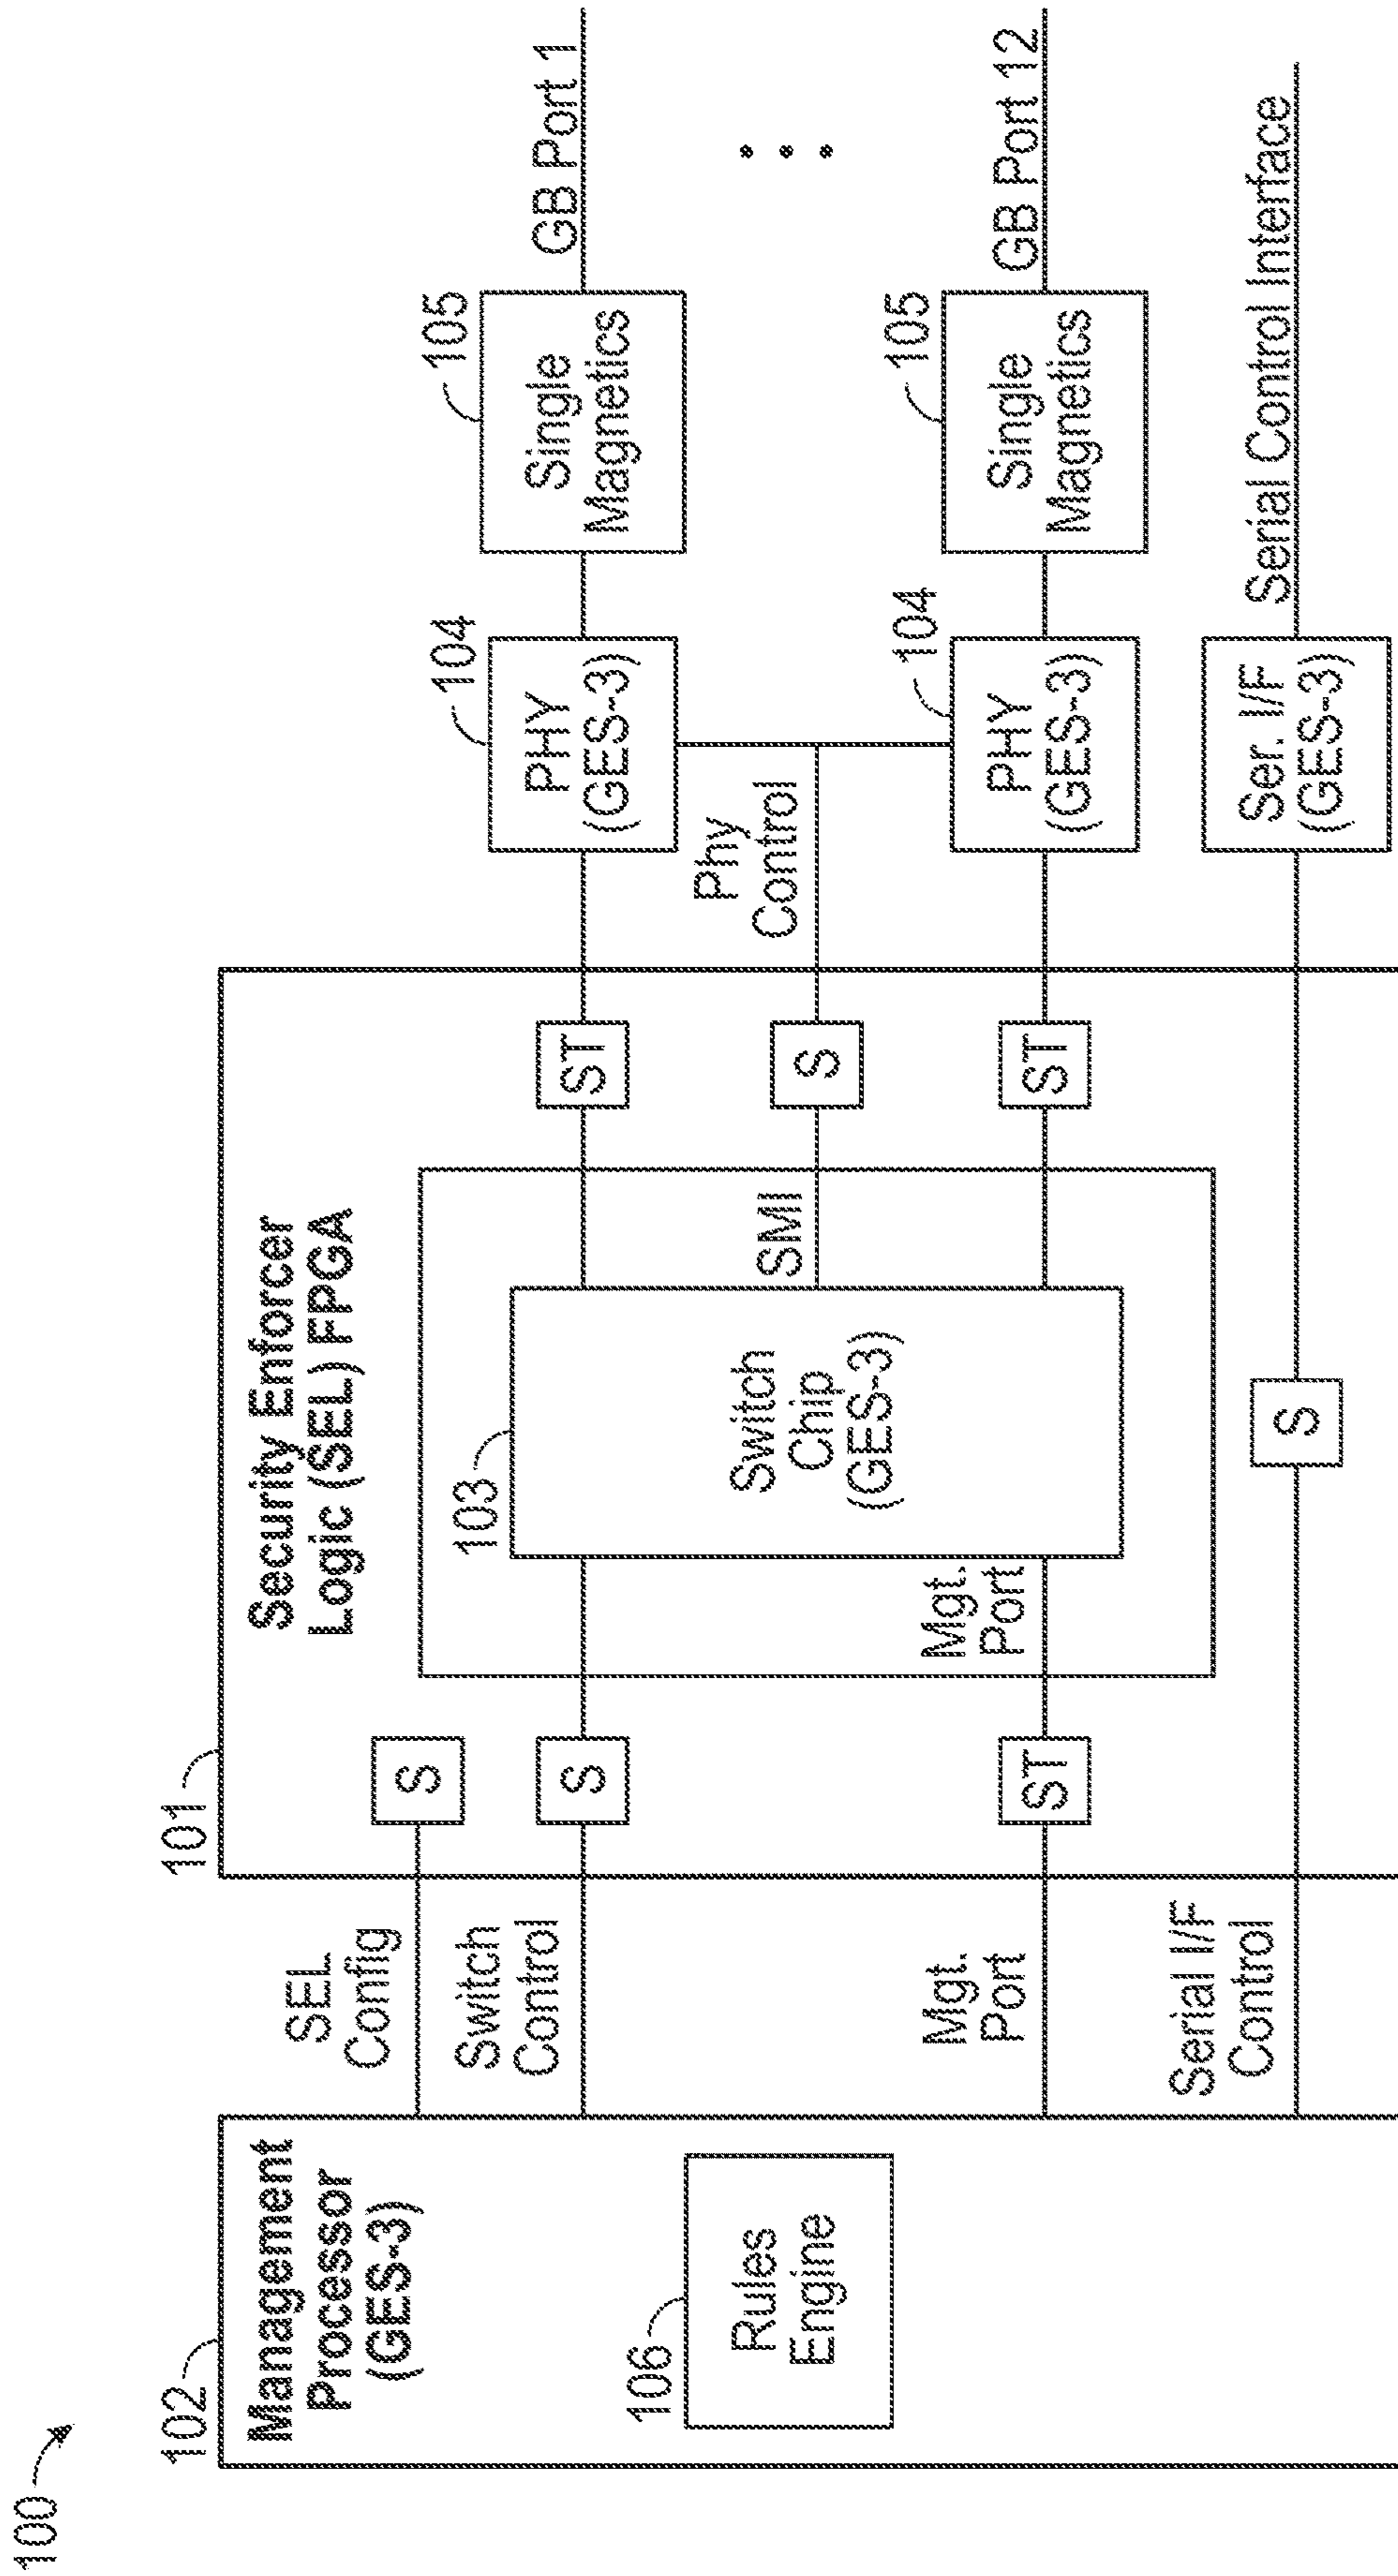 100
102
Management
Processor
(GES-3)
106
Rules
Engine
SEL
Config
Switch
Control
Mgt.
Port
Serial I/F
Control
101
Security Enforcer
Logic (SEL) FPGA
S
S
ST
103
Switch
Chip
(GES-3)
Mgt.
Port
SMI
S
ST
S
ST
Phy
Control
104
PHY
(GES-3)
104
PHY
(GES-3)
Ser. I/F
(GES-3)
105
Single
Magnetics
105
Single
Magnetics
GB Port 1
GB Port 12
Serial Control Interface